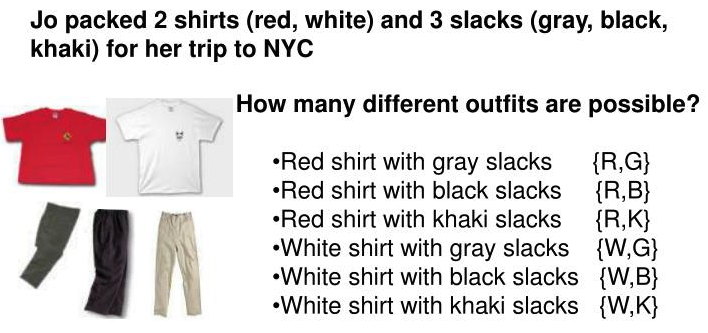 Jo packed 2 shirts (red, white) and 3 slacks (gray, black,
khaki) for her trip to NYC
How many different outfits are possible?
•Red shirt with gray slacks {R,G}
•Red shirt with black slacks {R,B}
•Red shirt with khaki slacks {R,K}
•White shirt with gray slacks {W,G}
•White shirt with black slacks {W,B}
•White shirt with khaki slacks {W,K}